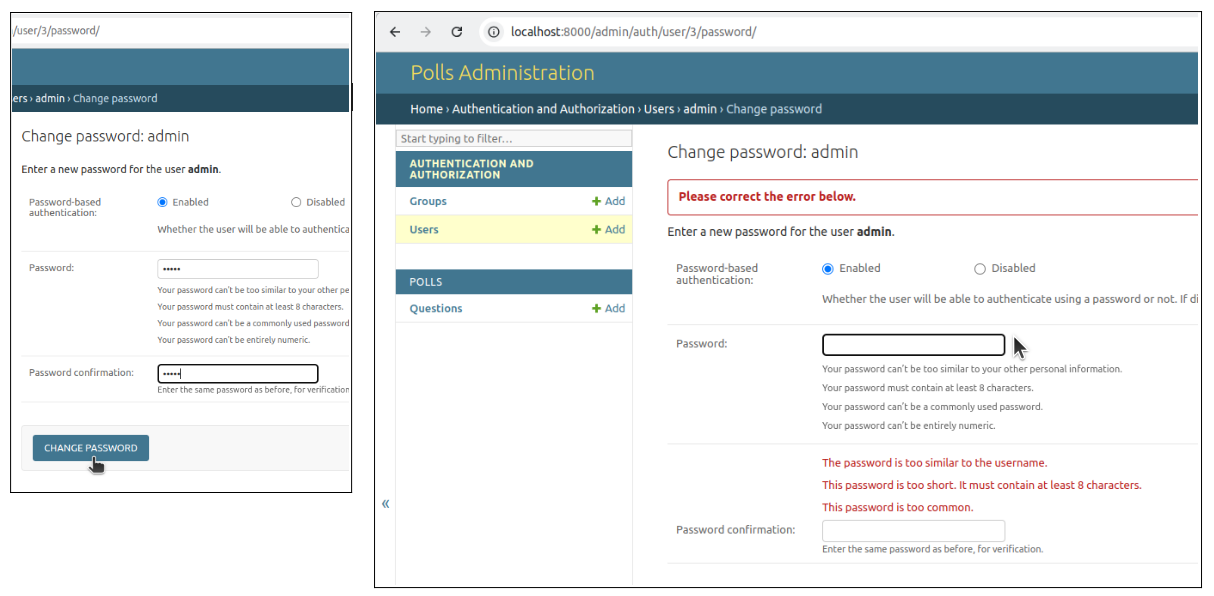 /user/3/password/
ers › admin › Change password
Change password: admin
Enter a new password for the user admin.
Password-based authentication:
Enabled
Disabled
Whether the user will be able to authentica
Password:
•••••
Your password can't be too similar to your other pe
Your password must contain at least 8 characters.
Your password can't be a commonly used password
Your password can't be entirely numeric.
Password confirmation:
•••••
Enter the same password as before, for verification
CHANGE PASSWORD
localhost:8000/admin/auth/user/3/password/
Polls Administration
Home › Authentication and Authorization › Users › admin › Change password
Start typing to filter...
AUTHENTICATION AND
AUTHORIZATION
Groups + Add
Users + Add
POLLS
Questions + Add
«
Change password: admin
Please correct the error below.
Enter a new password for the user admin.
Password-based
authentication:
Enabled
Disabled
Whether the user will be able to authenticate using a password or not. If di
Password:
Your password can't be too similar to your other personal information.
Your password must contain at least 8 characters.
Your password can't be a commonly used password.
Your password can't be entirely numeric.
The password is too similar to the username.
This password is too short. It must contain at least 8 characters.
This password is too common.
Password confirmation:
Enter the same password as before, for verification.